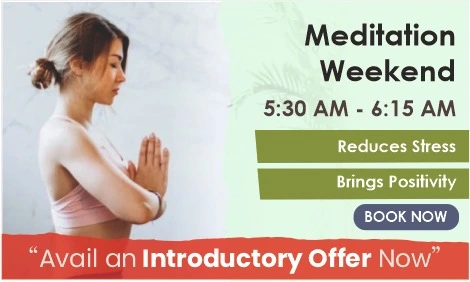 Meditation
Weekend
5:30 AM - 6:15 AM
Reduces Stress
Brings Positivity
BOOK NOW
“Avail an Introductory Offer Now”